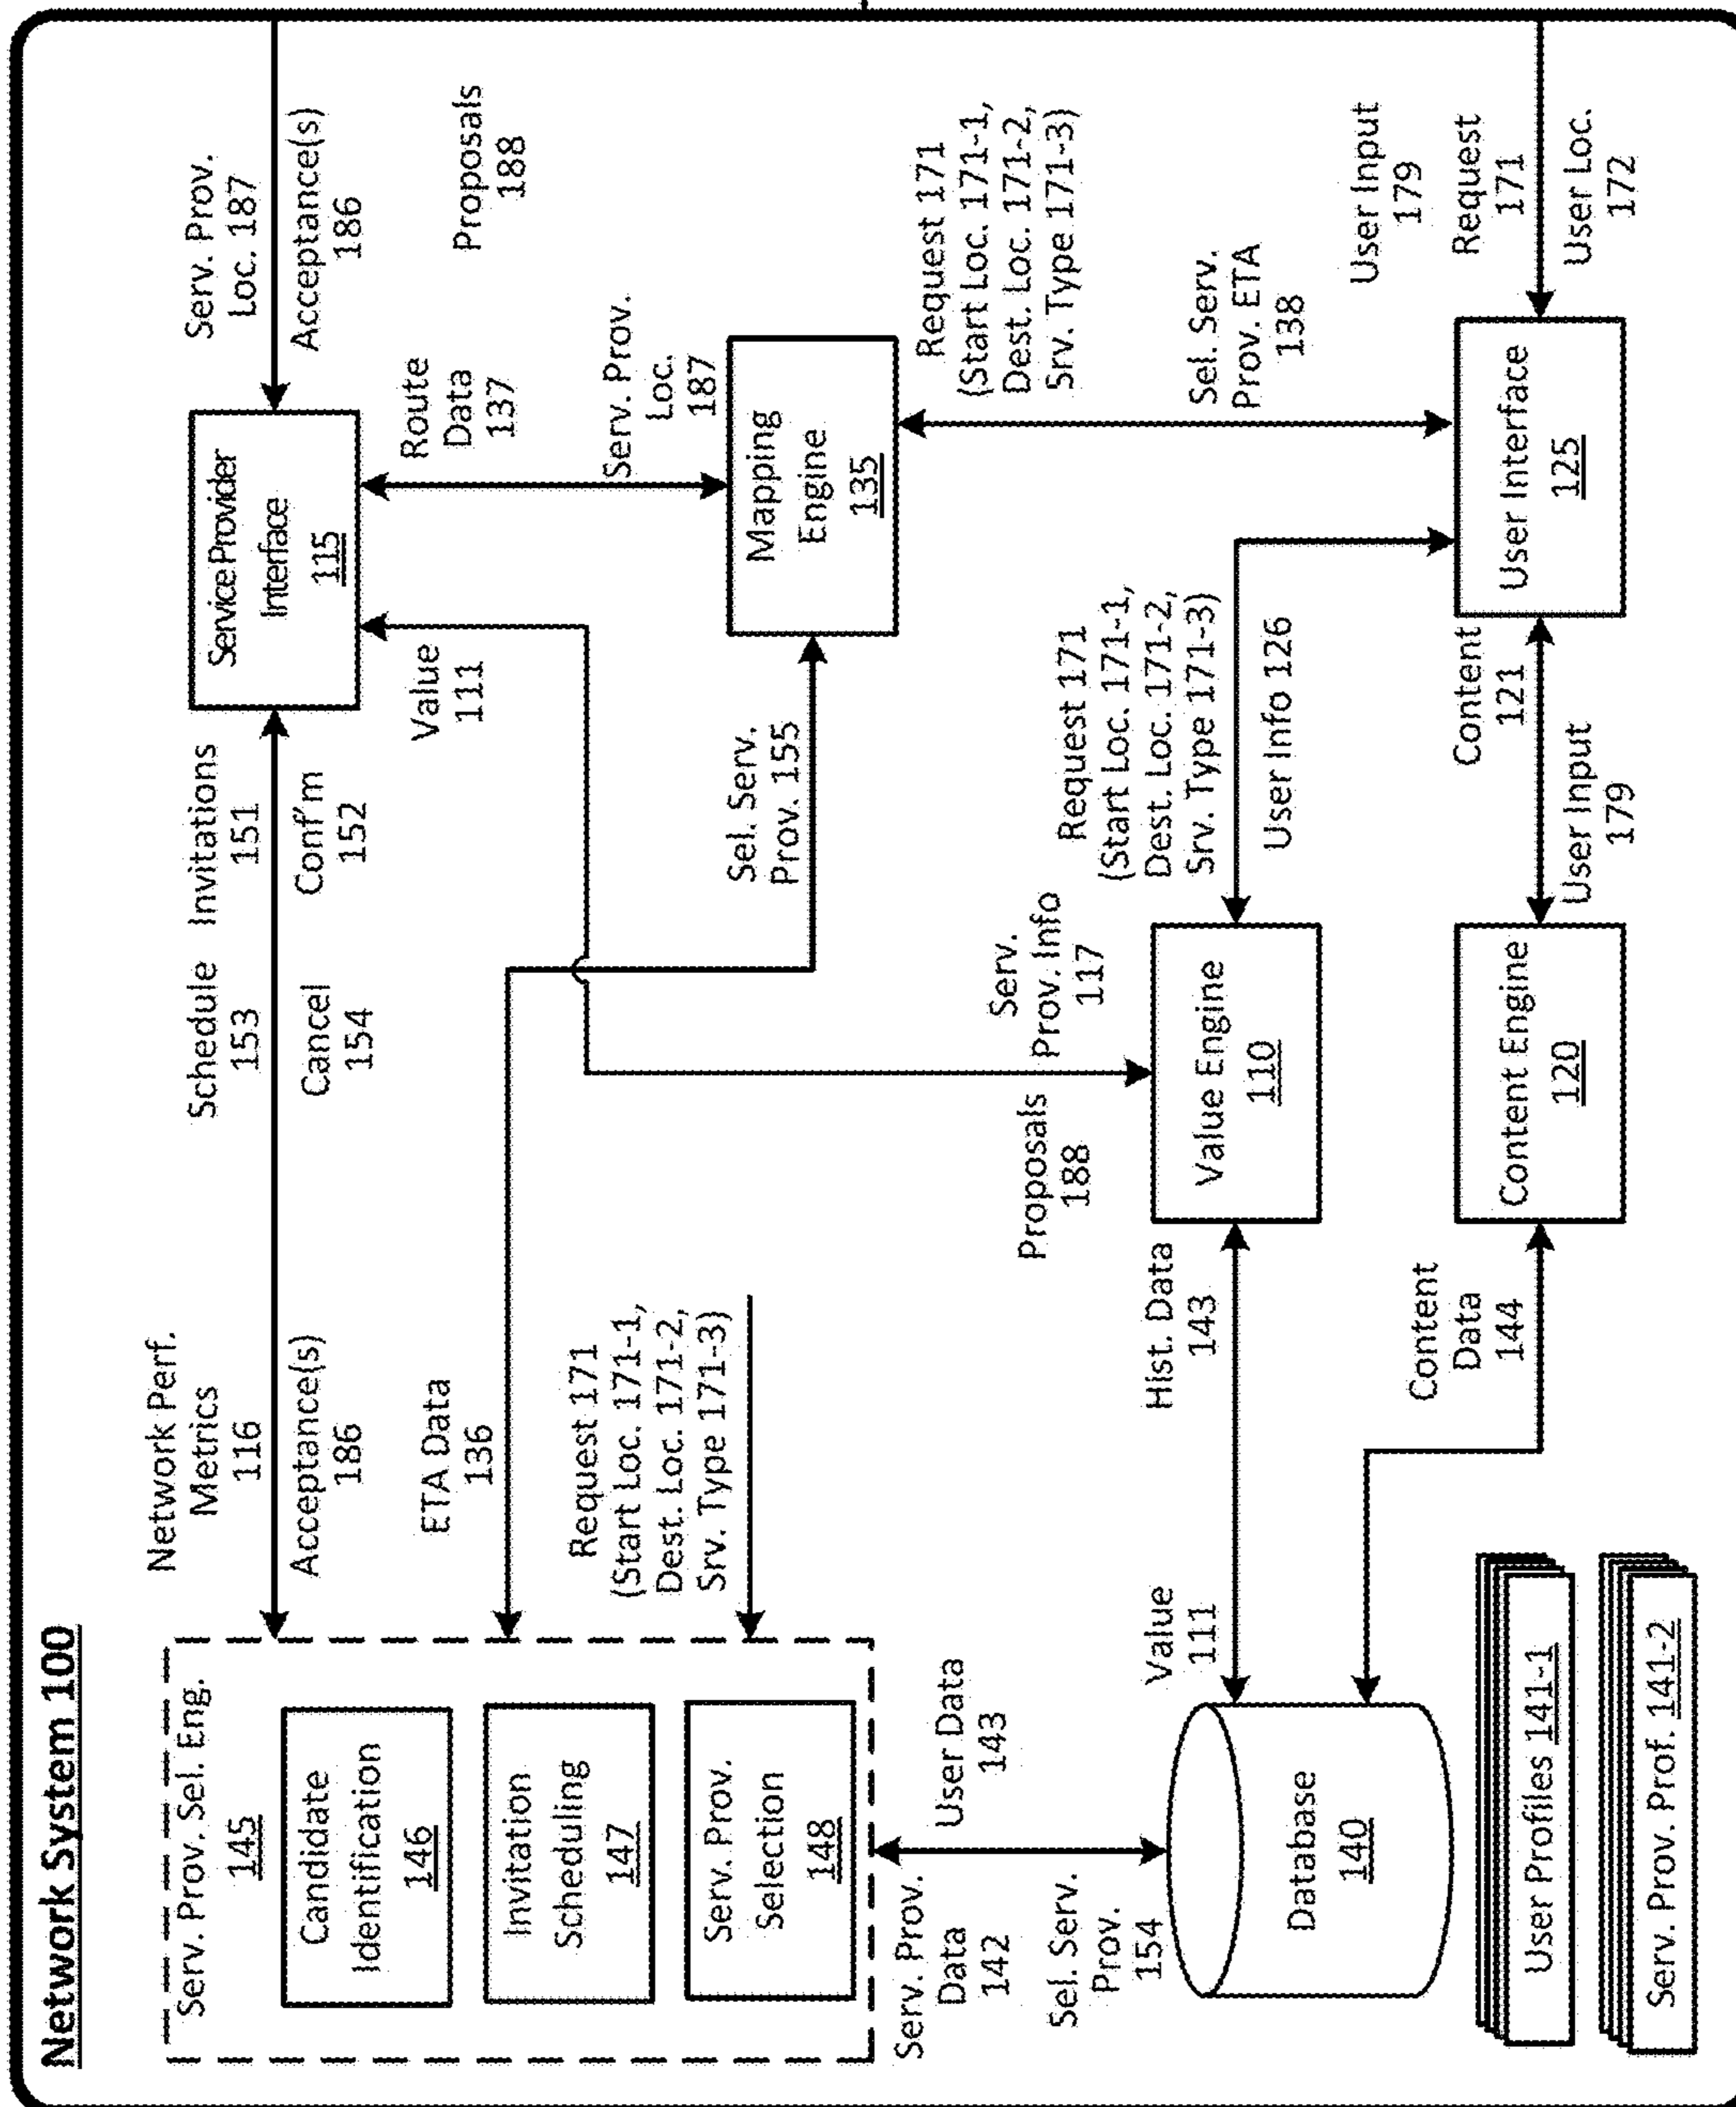 Network System 100
Serv. Prov. Sel. Eng.
145
Candidate
Identification
146
Invitation
Scheduling
147
Serv. Prov.
Selection
148
Network Perf.
Metrics
116
Acceptance(s)
186
Schedule
153
Invitations
151
Cancel
154
Conf'm
152
Service Provider
Interface
115
Serv. Prov.
Loc. 187
Acceptance(s)
186
Proposals
188
ETA Data
136
Value
111
Route
Data
137
Serv. Prov.
Loc.
187
Request 171
(Start Loc. 171-1,
Dest. Loc. 171-2,
Srv. Type 171-3)
Sel. Serv.
Prov. 155
Mapping
Engine
135
Request 171
(Start Loc. 171-1,
Dest. Loc. 171-2,
Srv. Type 171-3)
Sel. Serv.
Prov. ETA
138
Serv. Prov.
Data
142
User Data
143
Sel. Serv.
Prov.
154
Proposals
188
Serv.
Prov. Info
117
Request 171
(Start Loc. 171-1,
Dest. Loc. 171-2,
Srv. Type 171-3)
User Info 126
Database
140
Value
111
Hist. Data
143
Value Engine
110
Content
Data
144
Content Engine
120
Content
121
User Input
179
User Interface
125
User Input
179
Request
171
User Loc.
172
User Profiles 141-1
Serv. Prov. Prof. 141-2